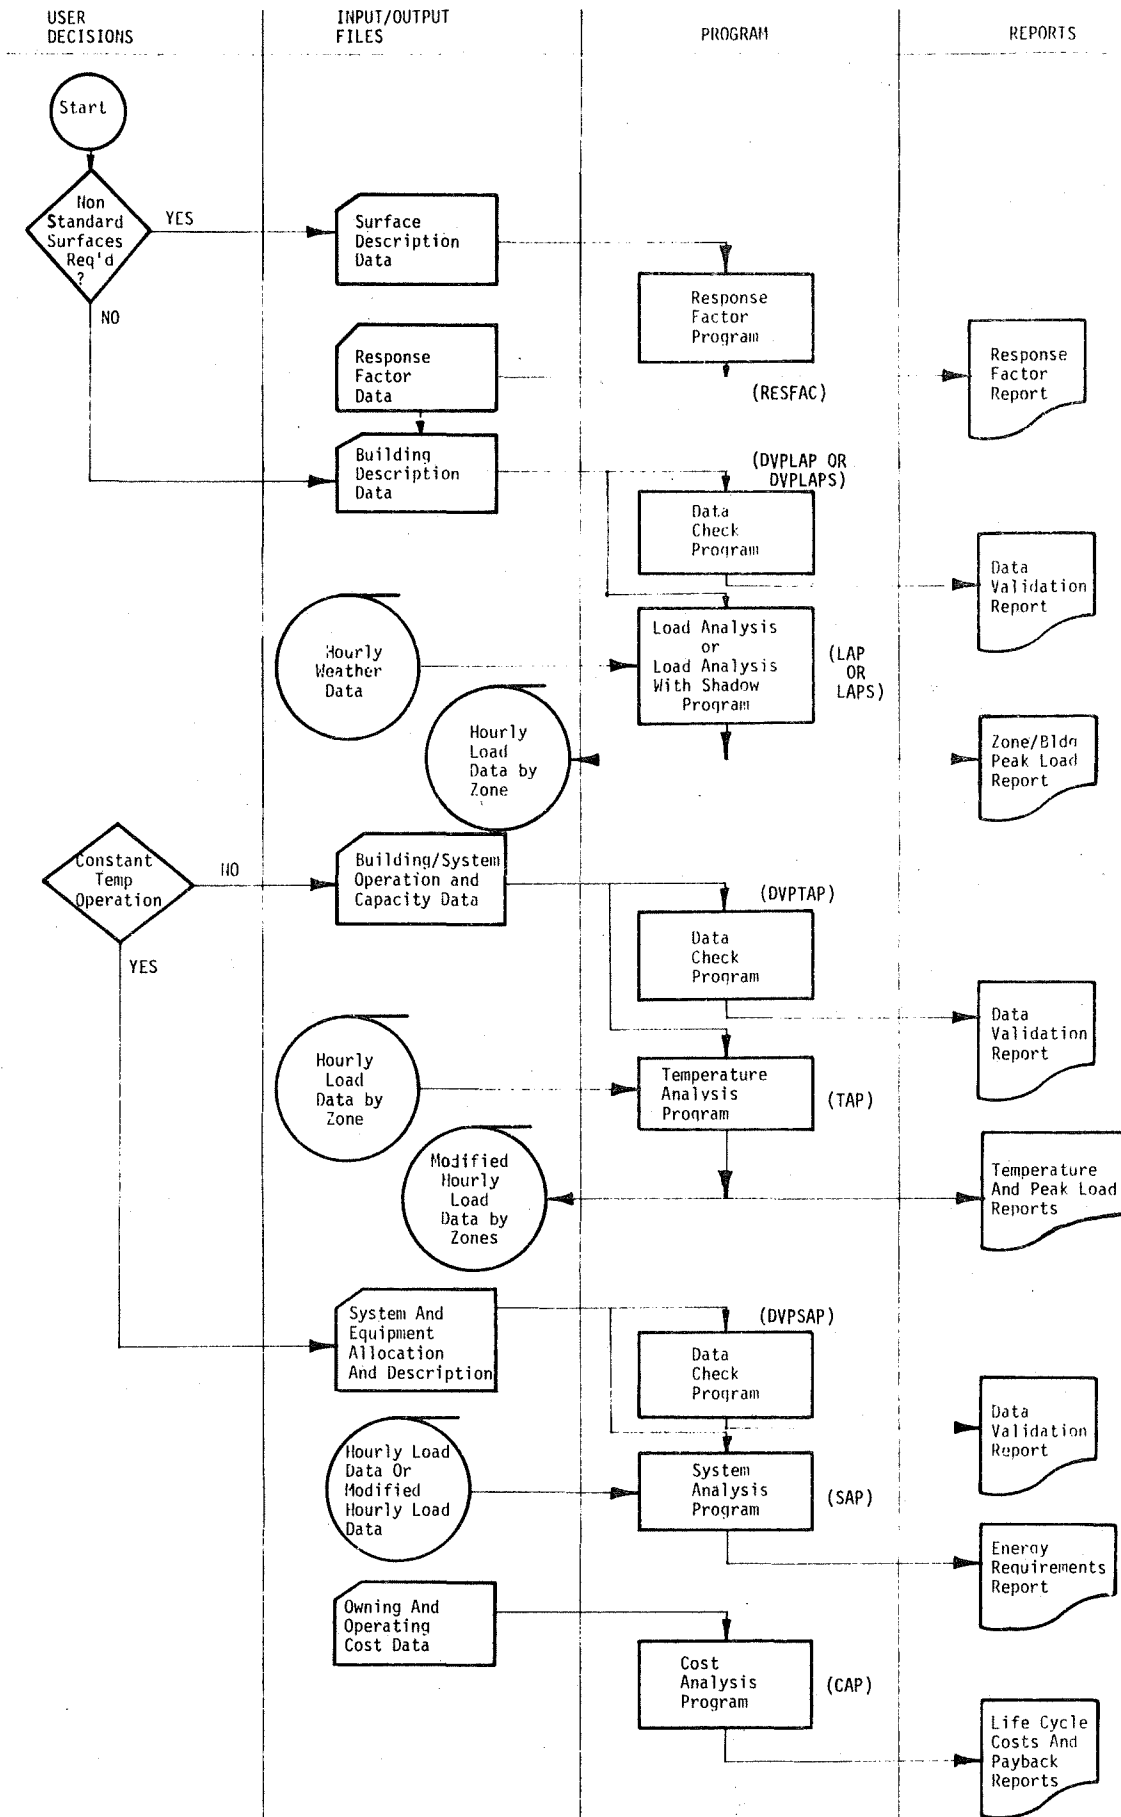 USER
DECISIONS
INPUT/OUTPUT
FILES
PROGRAM
REPORTS
Start
Non
Standard
Surfaces
Req'd
?
YES
NO
Surface
Description
Data
Response
Factor
Program
(RESFAC)
Response
Factor
Data
Response
Factor
Report
Building
Description
Data
(DVPLAP OR
DVPLAPS)
Data
Check
Program
Data
Validation
Report
Hourly
Weather
Data
Load Analysis
or
Load Analysis
With Shadow
Program
(LAP
OR
LAPS)
Hourly
Load
Data by
Zone
Zone/Bldg
Peak Load
Report
Constant
Temp
Operation
NO
YES
Building/System
Operation and
Capacity Data
(DVPTAP)
Data
Check
Program
Data
Validation
Report
Hourly
Load
Data by
Zone
Temperature
Analysis
Program
(TAP)
Modified
Hourly
Load
Data by
Zones
Temperature
And Peak Load
Reports
System And
Equipment
Allocation
And Description
(DVPSAP)
Data
Check
Program
Data
Validation
Report
Hourly Load
Data Or
Modified
Hourly Load
Data
System
Analysis
Program
(SAP)
Energy
Requirements
Report
Owning And
Operating
Cost Data
Cost
Analysis
Program
(CAP)
Life Cycle
Costs And
Payback
Reports